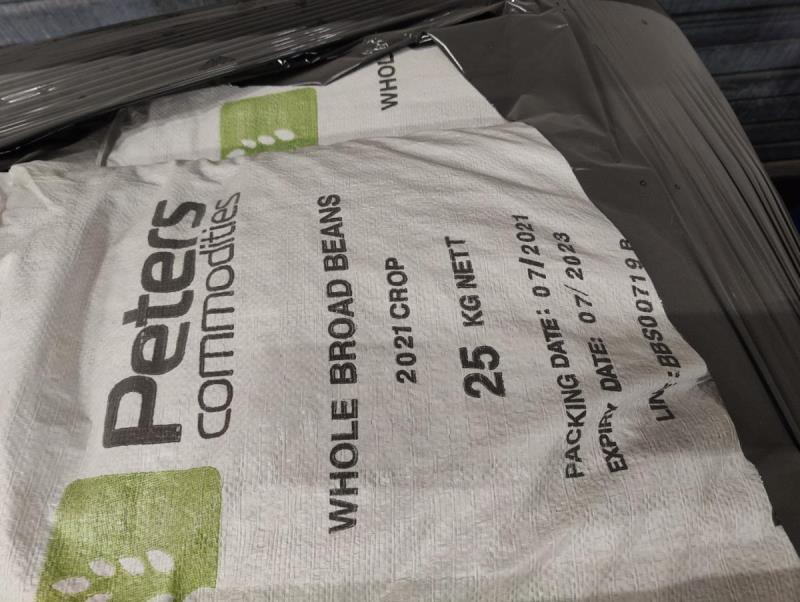 WHOL
Peters
commodities
WHOLE BROAD BEANS
2021 CROP
25 KG NETT
PACKING DATE: 07/2021
EXPIRY DATE: 07/2023
BBS00719